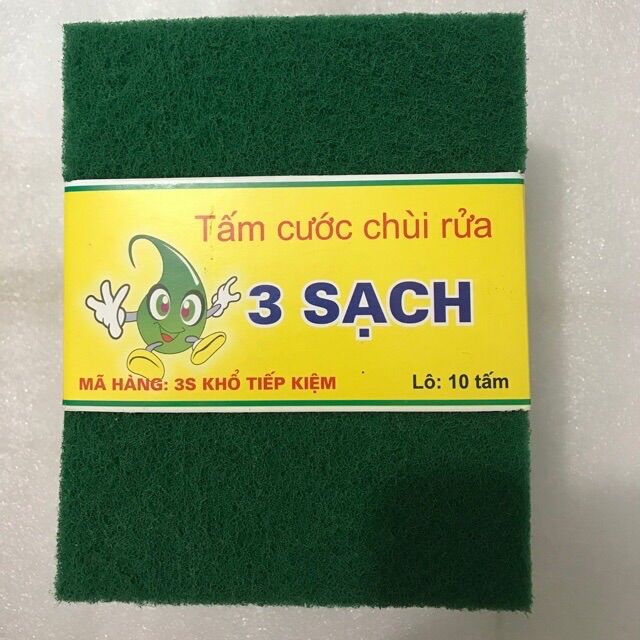 Tấm cước chùi rửa
3 SẠCH
MÃ HÀNG: 3S KHỔ TIẾP KIỆM
Lô: 10 tấm